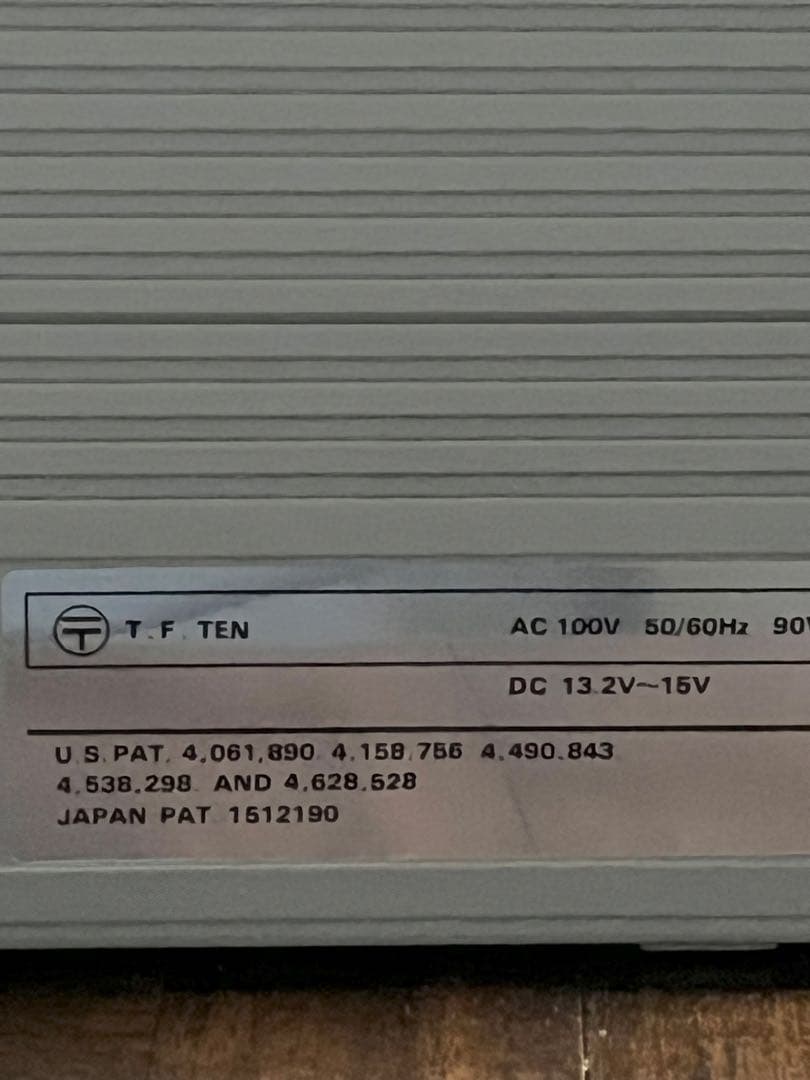 T.F.TEN AC 100V 50/60Hz 90
DC 13.2V~15V
U.S.PAT. 4,061,890 4,158,756 4,490,843
4,538,298 AND 4,628,528
JAPAN PAT 1512190